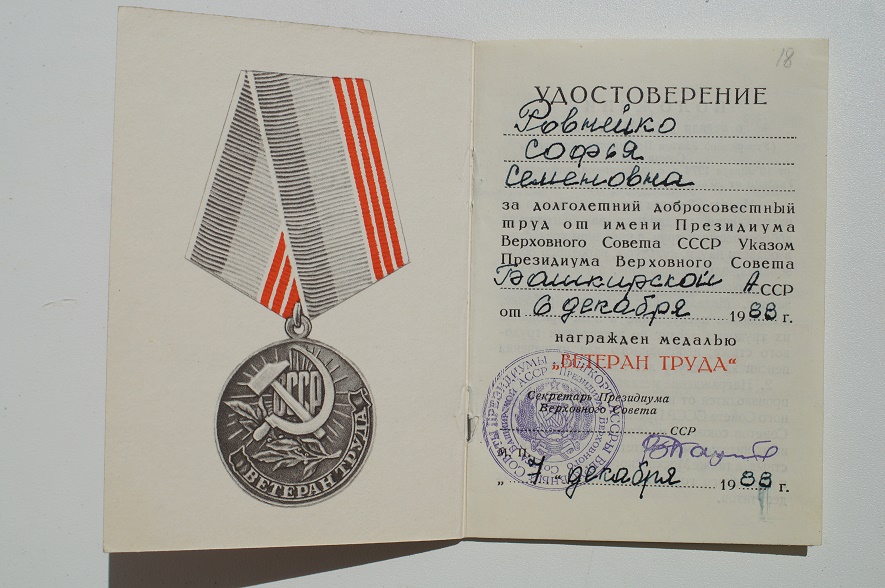 СССР
ВЕТЕРАН ТРУДА
18
УДОСТОВЕРЕНИЕ
Ровнейко
Софья
Семеновна
за долголетний добросовестный
труд от имени Президиума
Верховного Совета СССР Указом
Президиума Верховного Совета
Башкирской АССР
от 6 декабря 1988 г.
награжден медалью
„ВЕТЕРАН ТРУДА“
Секретарь Президиума
Верховного Совета
ССР
М. П.
„ 7 " декабря 1988 г.